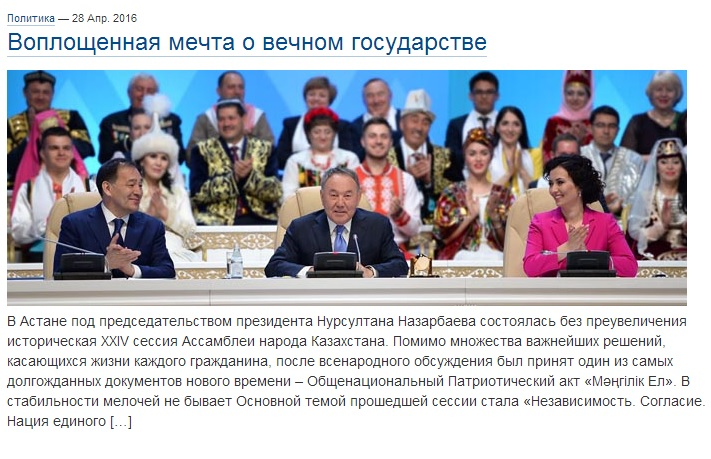 Политика — 28 Апр. 2016
Воплощенная мечта о вечном государстве
В Астане под председательством президента Нурсултана Назарбаева состоялась без преувеличения
историческая XXIV сессия Ассамблеи народа Казахстана. Помимо множества важнейших решений,
касающихся жизни каждого гражданина, после всенародного обсуждения был принят один из самых
долгожданных документов нового времени – Общенациональный Патриотический акт «Мәңгілік Ел». В
стабильности мелочей не бывает Основной темой прошедшей сессии стала «Независимость. Согласие.
Нация единого […]